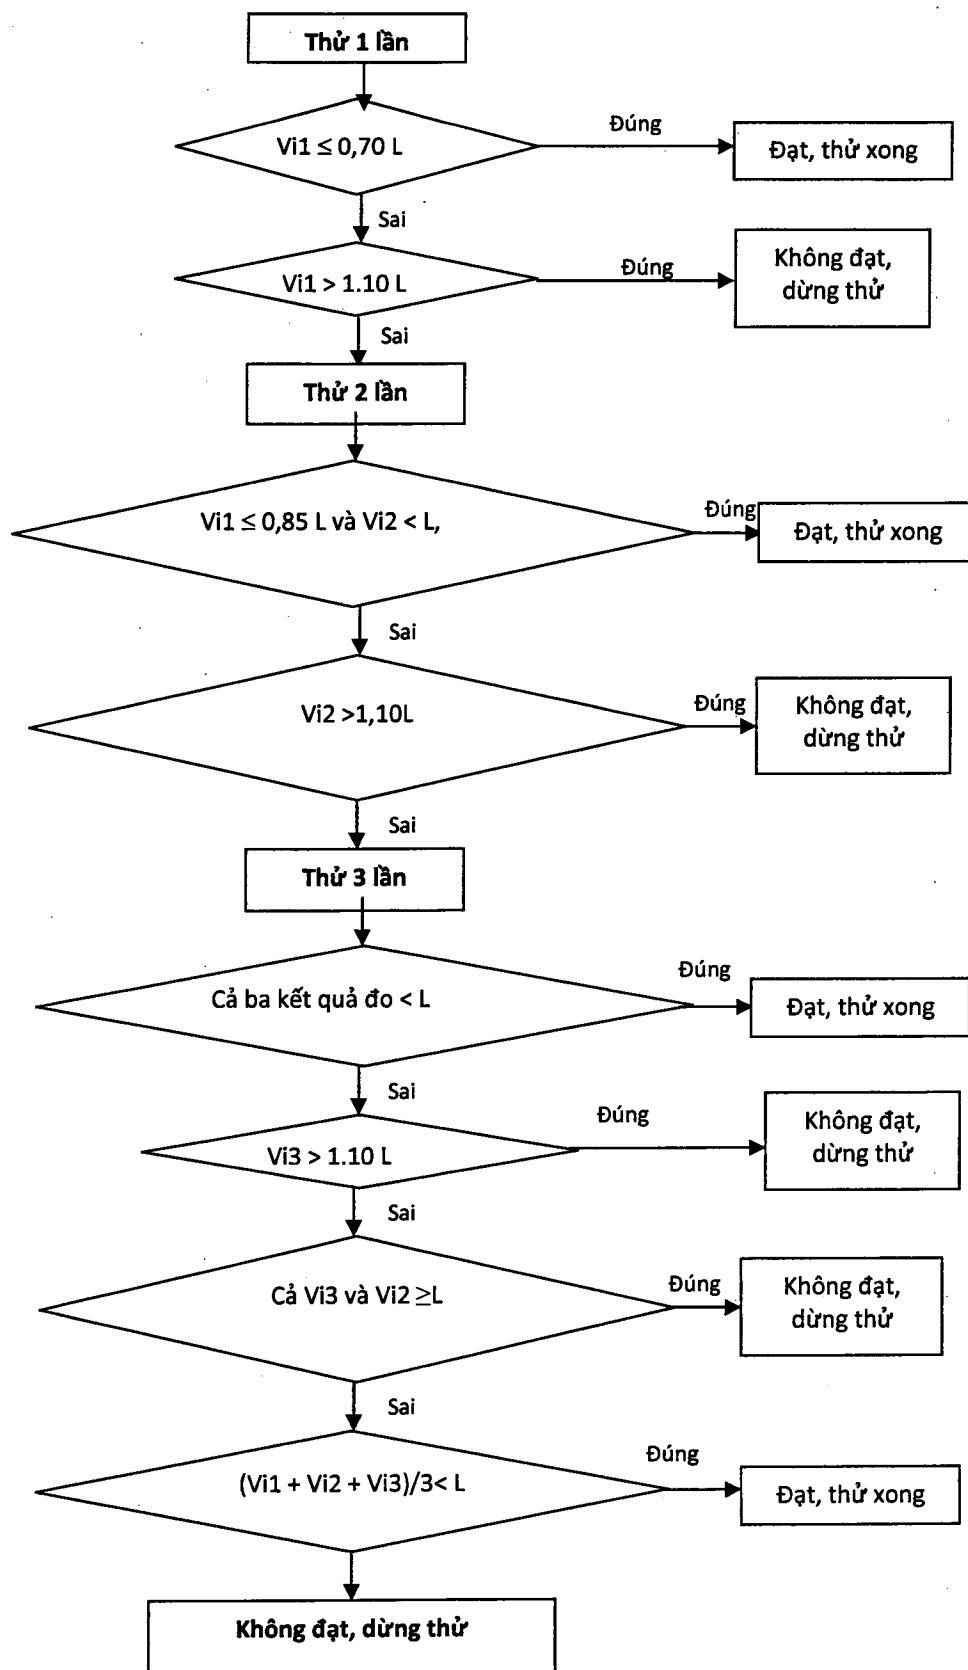 Thử 1 lần
Vi1 ≤ 0,70 L
Đúng
Đạt, thử xong
Sai
Vi1 > 1.10 L
Đúng
Không đạt,
dừng thử
Sai
Thử 2 lần
Vi1 ≤ 0,85 L và Vi2 < L,
Đúng
Đạt, thử xong
Sai
Vi2 >1,10L
Đúng
Không đạt,
dừng thử
Sai
Thử 3 lần
Cả ba kết quả đo < L
Đúng
Đạt, thử xong
Sai
Vi3 > 1.10 L
Đúng
Không đạt,
dừng thử
Sai
Cả Vi3 và Vi2 ≥L
Đúng
Không đạt,
dừng thử
Sai
(Vi1 + Vi2 + Vi3)/3< L
Đúng
Đạt, thử xong
Không đạt, dừng thử